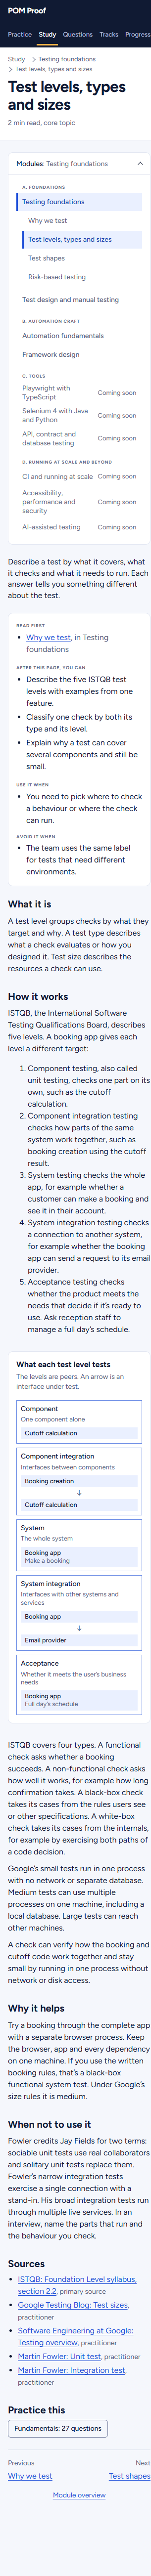 POM Proof
Practice Study Questions Tracks Progress
Study > Testing foundations
> Test levels, types and sizes
Test levels, types
and sizes
2 min read, core topic
Modules: Testing foundations
A. FOUNDATIONS
Testing foundations
Why we test
Test levels, types and sizes
Test shapes
Risk-based testing
Test design and manual testing
B. AUTOMATION CRAFT
Automation fundamentals
Framework design
C. TOOLS
Playwright with
TypeScript
Coming soon
Selenium 4 with Java
and Python
Coming soon
API, contract and
database testing
Coming soon
D. RUNNING AT SCALE AND BEYOND
CI and running at scale Coming soon
Accessibility,
performance and
security
Coming soon
AI-assisted testing Coming soon
Describe a test by what it covers, what
it checks and what it needs to run. Each
answer tells you something different
about the test.
READ FIRST
• Why we test, in Testing
foundations
AFTER THIS PAGE, YOU CAN
• Describe the five ISTQB test
levels with examples from one
feature.
• Classify one check by both its
type and its level.
• Explain why a test can cover
several components and still be
small.
USE IT WHEN
• You need to pick where to check
a behaviour or where the check
can run.
AVOID IT WHEN
• The team uses the same label
for tests that need different
environments.
What it is
A test level groups checks by what they
target and why. A test type describes
what a check evaluates or how you
designed it. Test size describes the
resources a check can use.
How it works
ISTQB, the International Software
Testing Qualifications Board, describes
five levels. A booking app gives each
level a different target:
1. Component testing, also called
unit testing, checks one part on its
own, such as the cutoff
calculation.
2. Component integration testing
checks how parts of the same
system work together, such as
booking creation using the cutoff
result.
3. System testing checks the whole
app, for example whether a
customer can make a booking and
see it in their account.
4. System integration testing checks
a connection to another system,
for example whether the booking
app can send a request to its email
provider.
5. Acceptance testing checks
whether the product meets the
needs and decide if it's ready to
use. Ask reception staff to
manage a full day's schedule.
What each test level tests
The levels are peers. An arrow is an
interface under test.
Component
One component alone
Cutoff calculation
Component integration
Interfaces between components
Booking creation
↓
Cutoff calculation
System
The whole system
Booking app
Make a booking
System integration
Interfaces with other systems and
services
Booking app
↓
Email provider
Acceptance
Whether it meets the user's business
needs
Booking app
Full day's schedule
ISTQB covers four types. A functional
check asks whether a booking
succeeds. A non-functional check asks
how well it works, for example how long
confirmation takes. A black-box check
takes its cases from the rules users see
or other specifications. A white-box
check takes its cases from the internals,
for example by exercising both paths of
a code decision.
Google's small tests run in one process
with no network or separate database.
Medium tests can use multiple
processes on one machine, including a
local database. Large tests can reach
other machines.
A check can verify how the booking and
cutoff code work together and stay
small by running in one process without
network or disk access.
Why it helps
Try a booking through the complete app
with a separate browser process. Keep
the browser, app and every dependency
on one machine. If you use the written
booking rules, that's a black-box
functional system test. Under Google's
size rules it is medium.
When not to use it
Fowler credits Jay Fields for two terms:
sociable unit tests use real collaborators
and solitary unit tests replace them.
Fowler's narrow integration tests
exercise a single connection with a
stand-in. His broad integration tests run
through multiple live services. In an
interview, name the parts that run and
the behaviour you check.
Sources
• ISTQB: Foundation Level syllabus,
section 2.2, primary source
• Google Testing Blog: Test sizes,
practitioner
• Software Engineering at Google:
Testing overview, practitioner
• Martin Fowler: Unit test, practitioner
• Martin Fowler: Integration test,
practitioner
Practice this
Fundamentals: 27 questions
Previous Next
Why we test Test shapes
Module overview